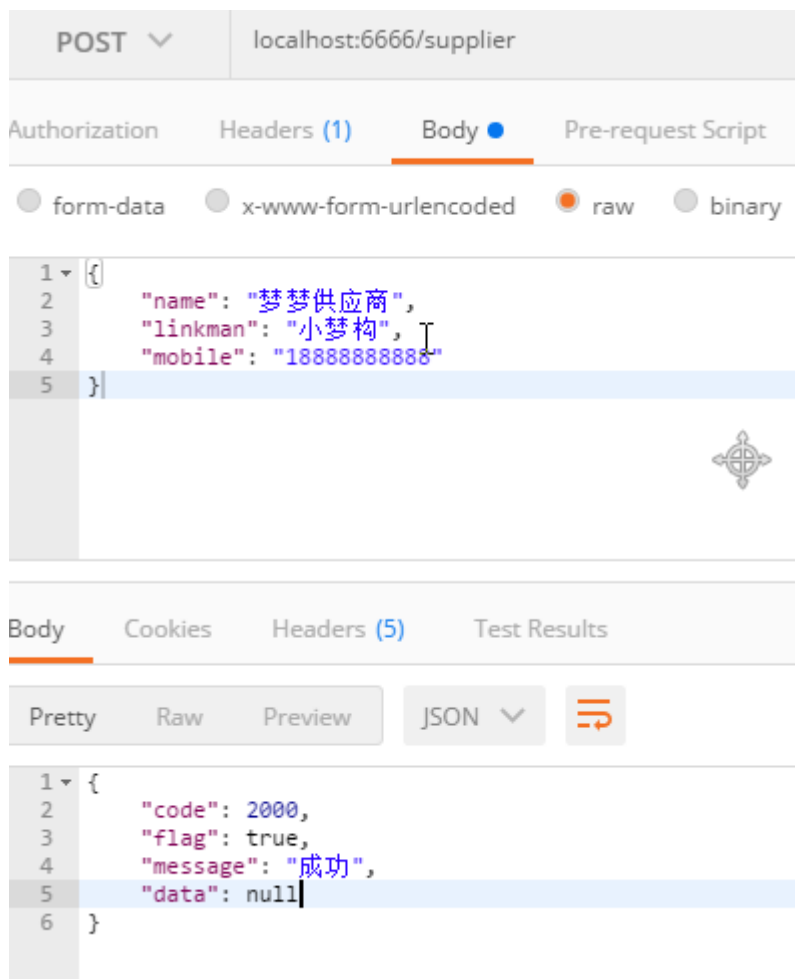 POST localhost:6666/supplier
Authorization Headers (1) Body Pre-request Script
form-data x-www-form-urlencoded raw binary
1 {
2 "name": "梦梦供应商",
3 "linkman": "小梦构",
4 "mobile": "18888888888"
5 }
Body Cookies Headers (5) Test Results
Pretty Raw Preview JSON
1 {
2 "code": 2000,
3 "flag": true,
4 "message": "成功",
5 "data": null
6 }